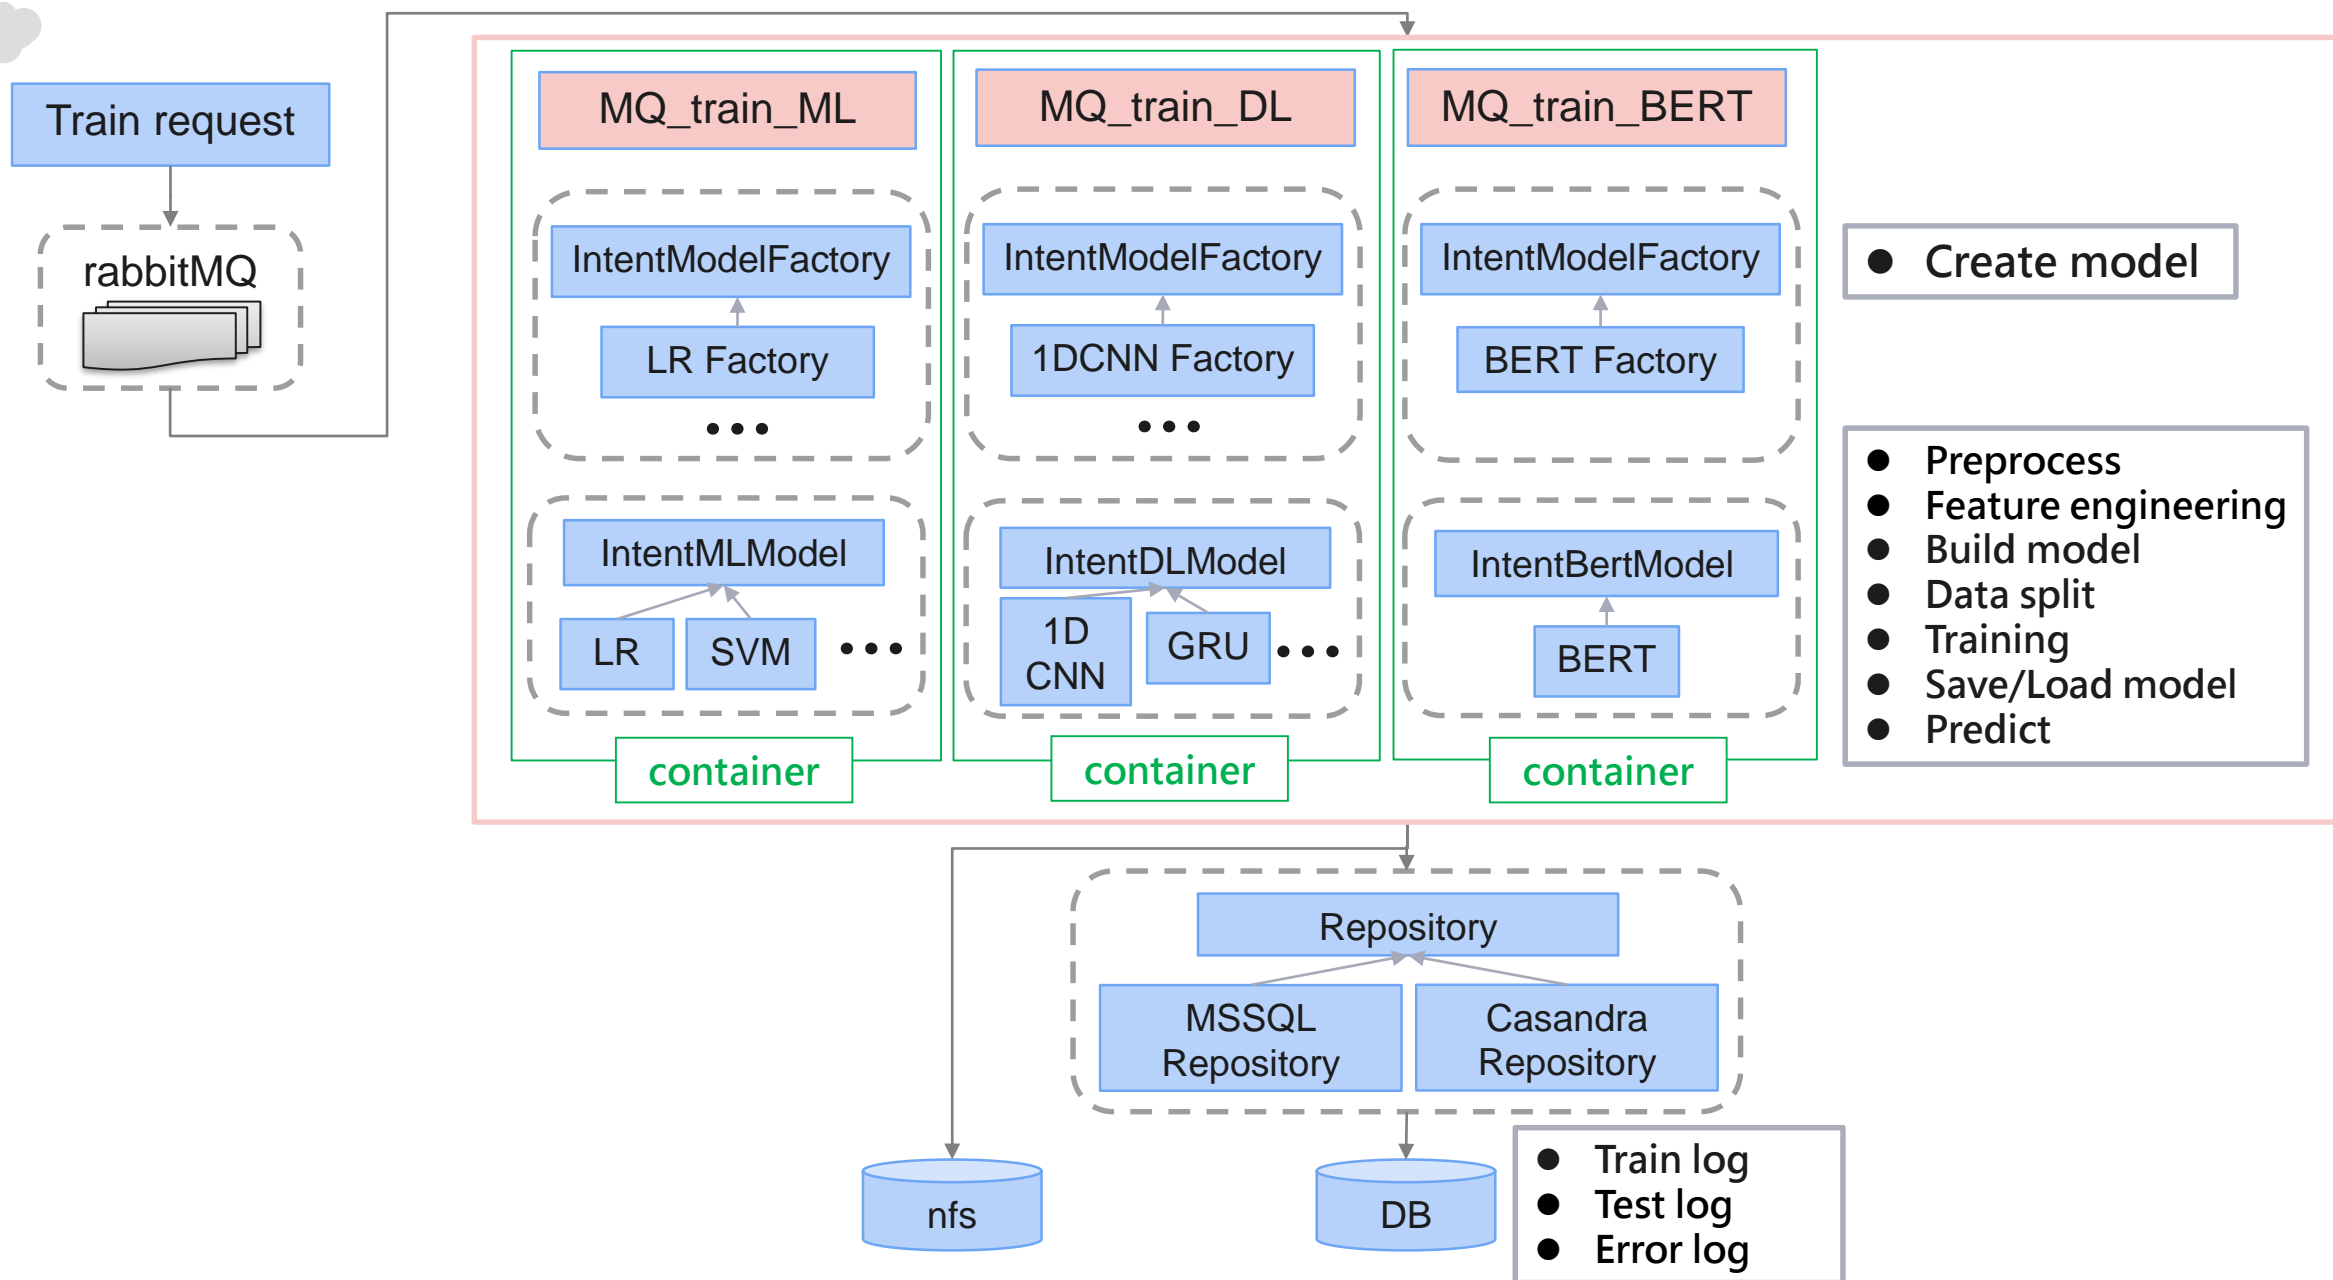 Train request
rabbitMQ
MQ_train_ML
IntentModelFactory
LR Factory
•••
IntentMLModel
LR
SVM
•••
container
MQ_train_DL
IntentModelFactory
1DCNN Factory
•••
IntentDLModel
1D
CNN
GRU
•••
container
MQ_train_BERT
IntentModelFactory
BERT Factory
IntentBertModel
BERT
container
● Create model
● Preprocess
● Feature engineering
● Build model
● Data split
● Training
● Save/Load model
● Predict
Repository
MSSQL
Repository
Casandra
Repository
nfs
DB
● Train log
● Test log
● Error log